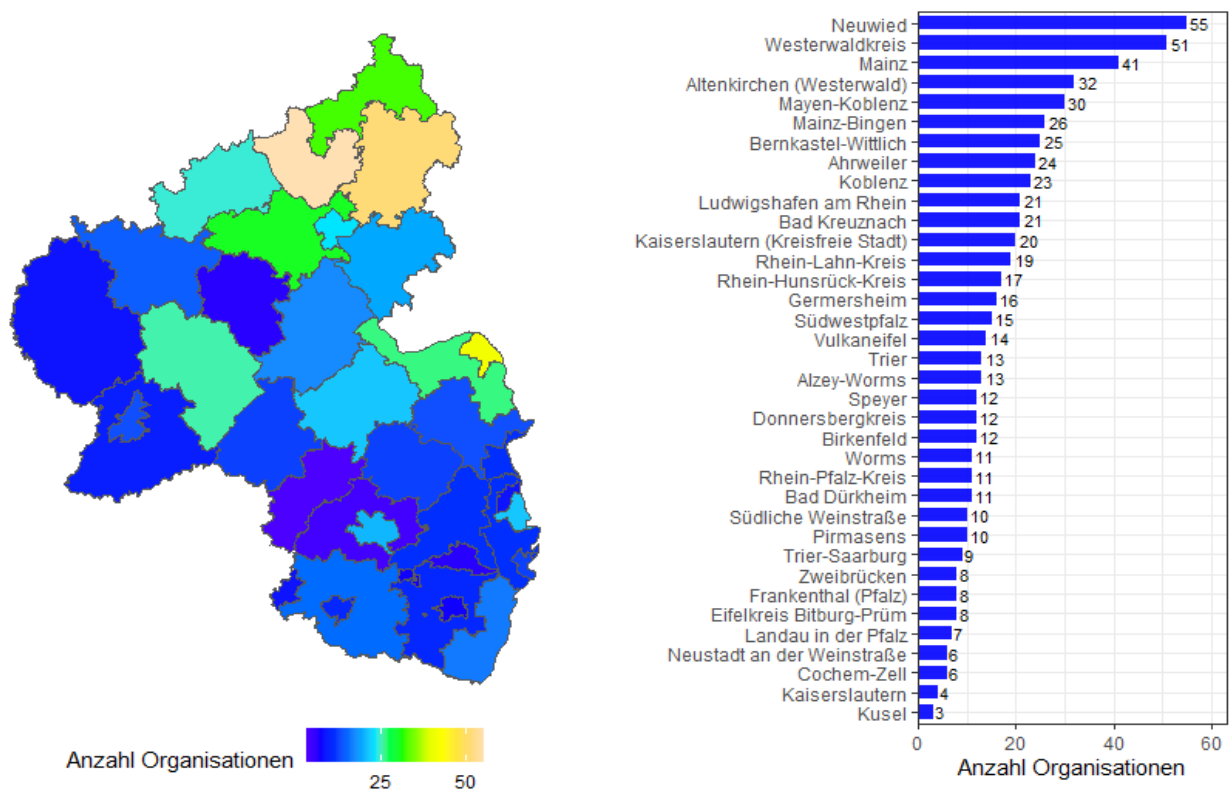 Neuwied 55
Westerwaldkreis 51
Mainz 41
Altenkirchen (Westerwald) 32
Mayen-Koblenz 30
Mainz-Bingen 26
Bernkastel-Wittlich 25
Ahrweiler 24
Koblenz 23
Ludwigshafen am Rhein 21
Bad Kreuznach 21
Kaiserslautern (Kreisfreie Stadt) 20
Rhein-Lahn-Kreis 19
Rhein-Hunsrück-Kreis 17
Germersheim 16
Südwestpfalz 15
Vulkaneifel 14
Trier 13
Alzey-Worms 13
Speyer 12
Donnersbergkreis 12
Birkenfeld 12
Worms 11
Rhein-Pfalz-Kreis 11
Bad Dürkheim 11
Südliche Weinstraße 10
Pirmasens 10
Trier-Saarburg 9
Zweibrücken 8
Frankenthal (Pfalz) 8
Eifelkreis Bitburg-Prüm 8
Landau in der Pfalz 7
Neustadt an der Weinstraße 6
Cochem-Zell 6
Kaiserslautern 4
Kusel 3
0 20 40 60
Anzahl Organisationen
Anzahl Organisationen
25 50